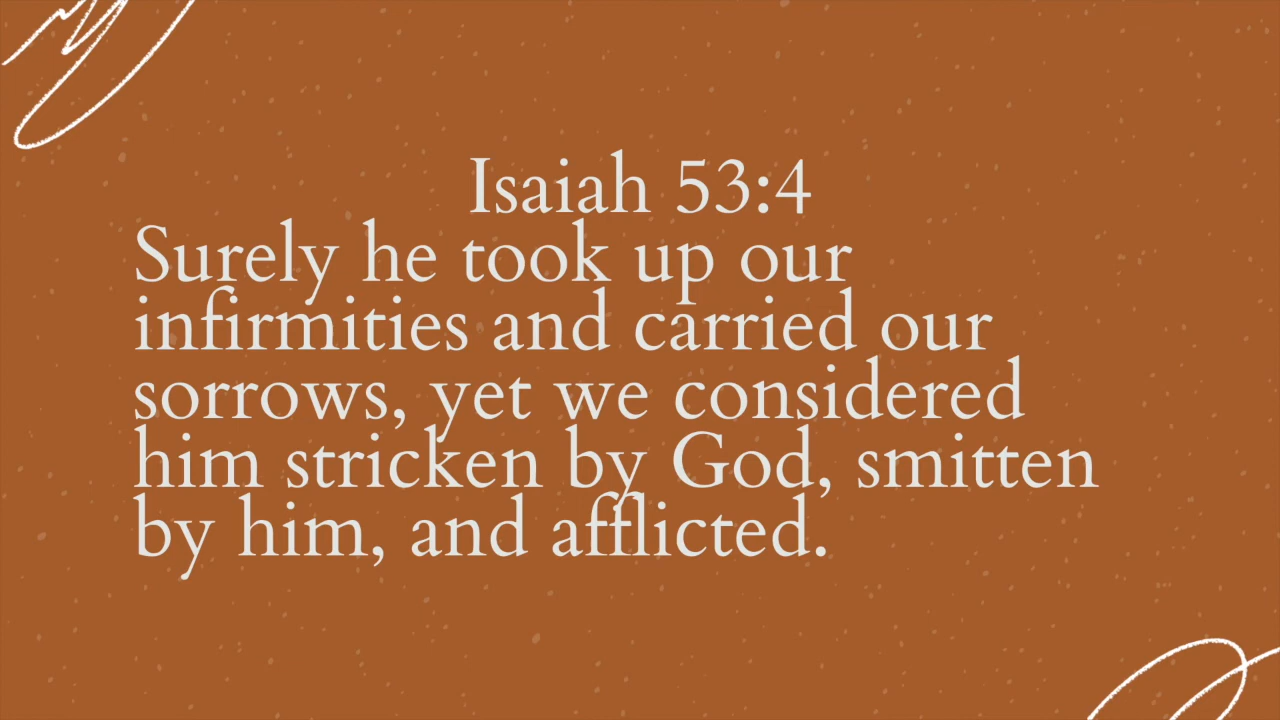 Isaiah 53:4
Surely he took up our
infirmities and carried our
sorrows, yet we considered
him stricken by God, smitten
by him, and afflicted.